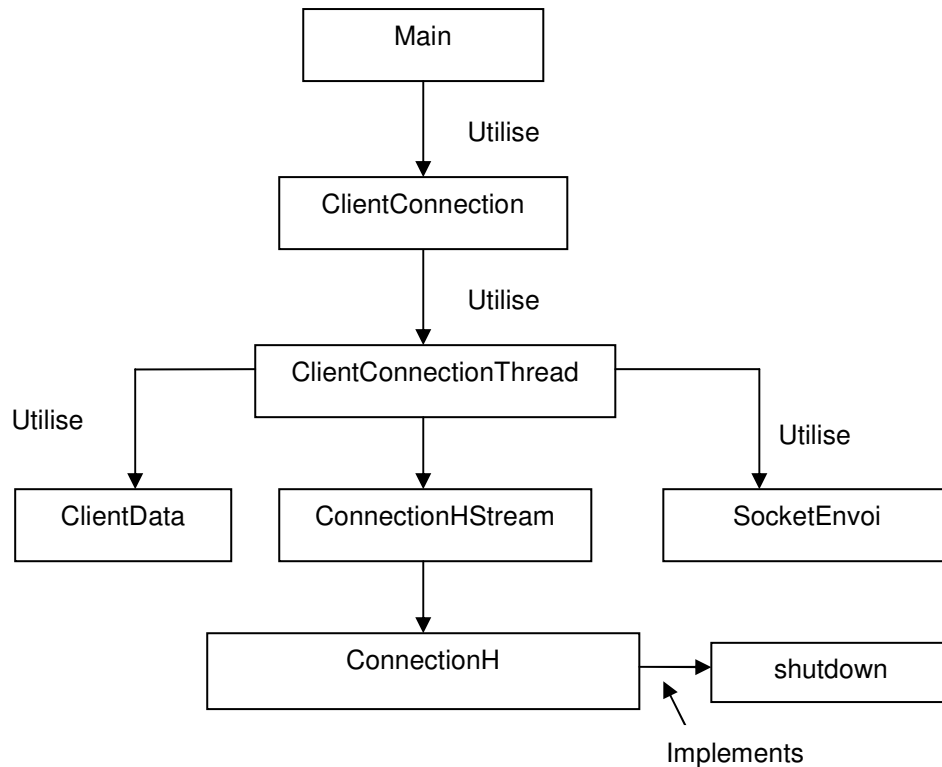 Main
Utilise
ClientConnection
Utilise
ClientConnectionThread
Utilise
Utilise
ClientData
ConnectionHStream
SocketEnvoi
ConnectionH
shutdown
Implements